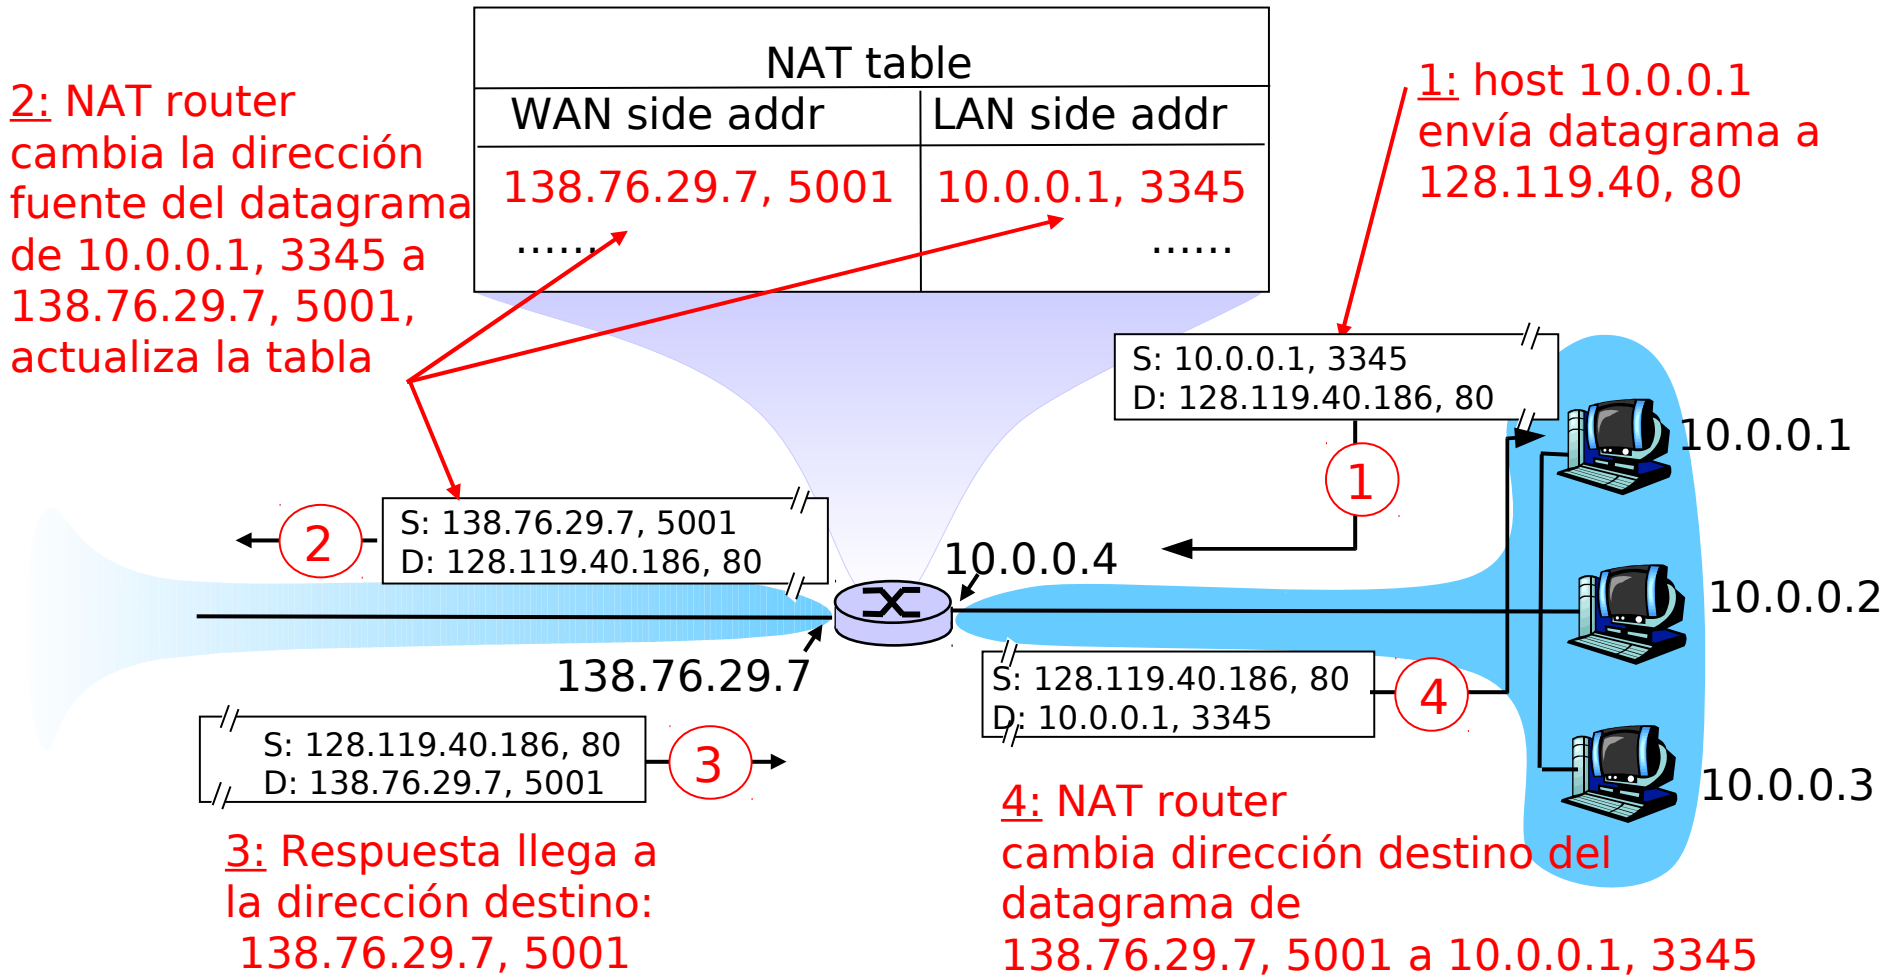 NAT table
WAN side addr
LAN side addr
138.76.29.7, 5001
10.0.0.1, 3345
......
......
2: NAT router
cambia la dirección
fuente del datagrama
de 10.0.0.1, 3345 a
138.76.29.7, 5001,
actualiza la tabla
1: host 10.0.0.1
envía datagrama a
128.119.40, 80
S: 10.0.0.1, 3345
D: 128.119.40.186, 80
1
10.0.0.1
2
S: 138.76.29.7, 5001
D: 128.119.40.186, 80
10.0.0.4
10.0.0.2
138.76.29.7
S: 128.119.40.186, 80
D: 10.0.0.1, 3345
4
S: 128.119.40.186, 80
D: 138.76.29.7, 5001
3
10.0.0.3
3: Respuesta llega a
la dirección destino:
138.76.29.7, 5001
4: NAT router
cambia dirección destino del
datagrama de
138.76.29.7, 5001 a 10.0.0.1, 3345